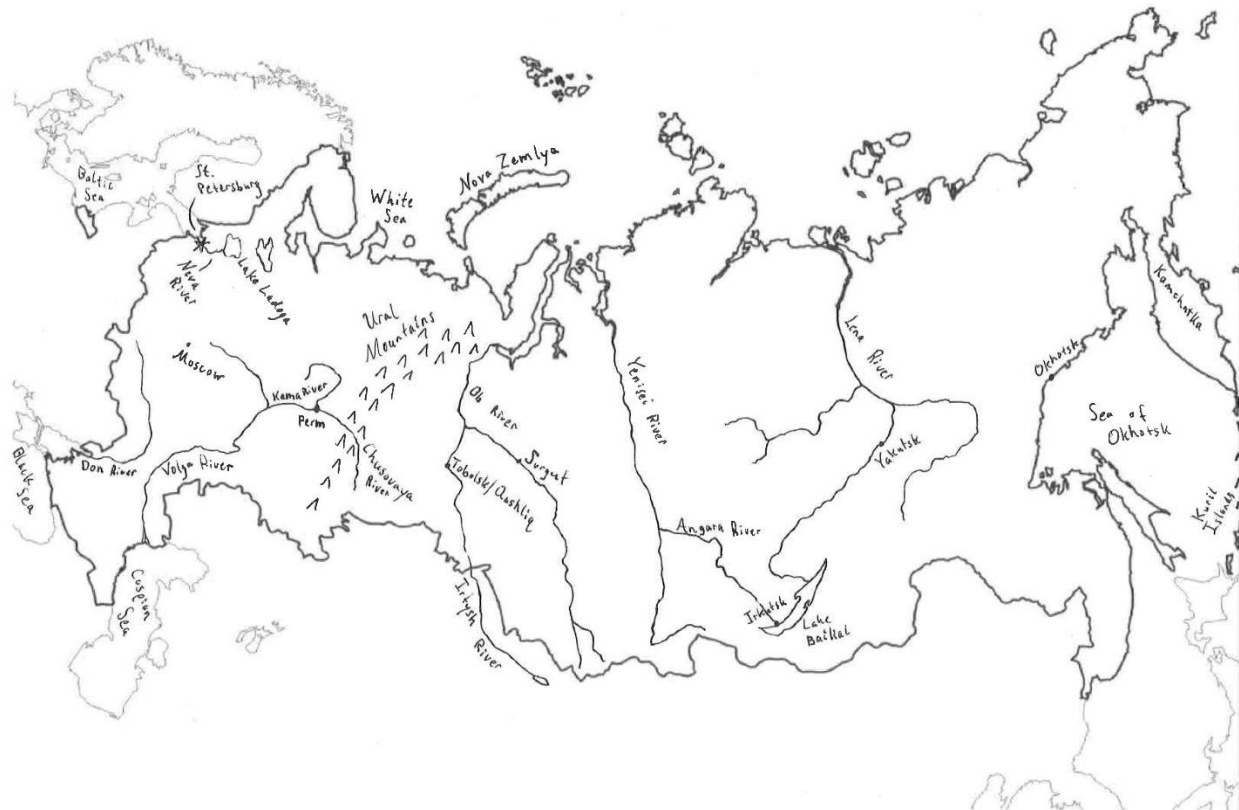 Baltic
Sea
St.
Petersburg
White
Sea
Nova Zemlya
Neva
River
Lake Ladoga
Ural
Mountains
Moscow
Kama River
Perm
Chusovaya
River
Don River
Volga River
Black Sea
Caspian
Sea
Ob
River
Surgut
Tobolsk/Qashliq
Irtysh River
Yenisei River
Angara River
Irkutsk
Lake
Baikal
Lena
River
Yakutsk
Okhotsk
Sea of
Okhotsk
Kamchatka
Kuril
Islands